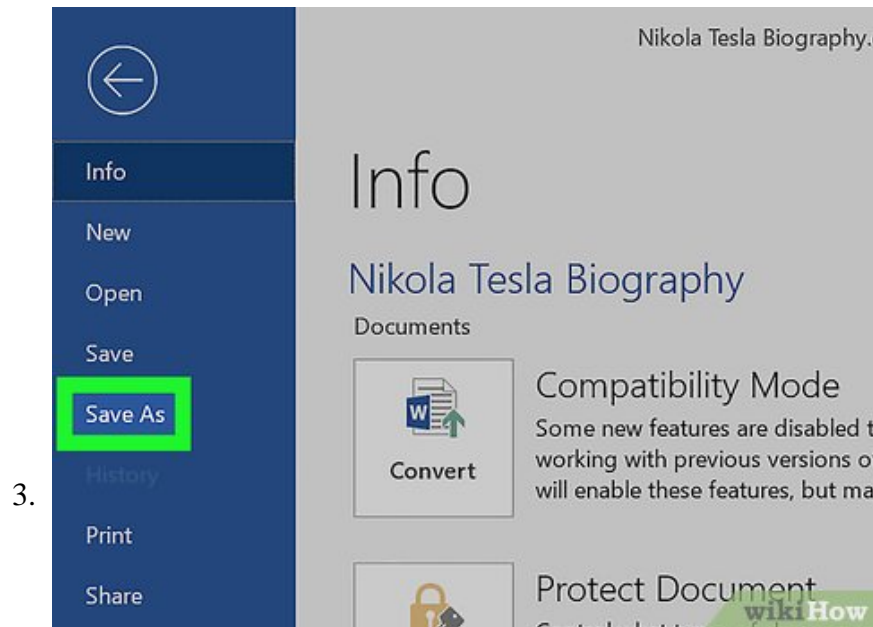 Nikola Tesla Biography.
Info
New
Open
Save
Save As
History
3.
Print
Share
Info
Nikola Tesla Biography
Documents
Convert
Compatibility Mode
Some new features are disabled t
working with previous versions o
will enable these features, but ma
Protect Document
wikiHow